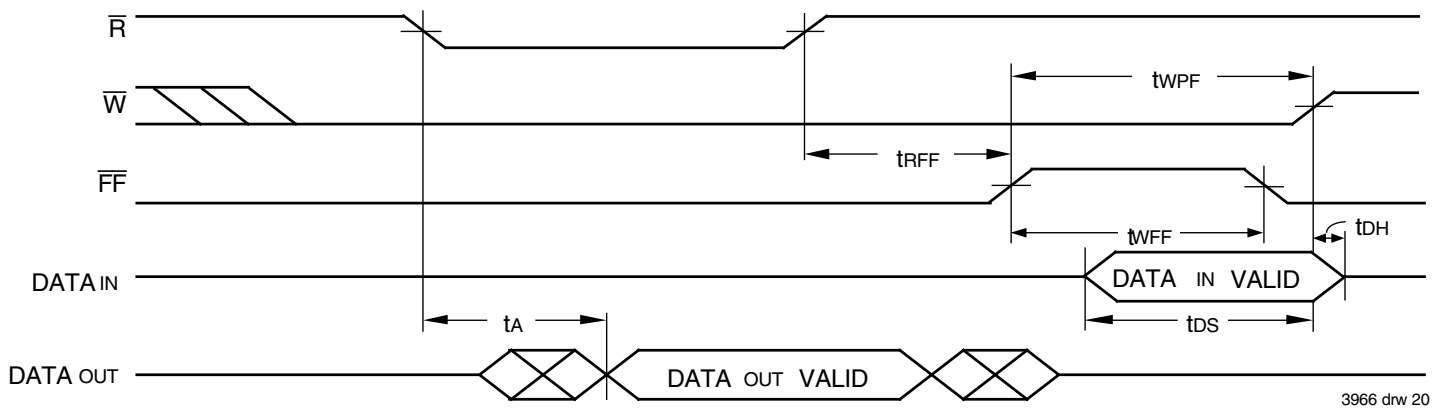 R
tWPF
W
tRFF
FF
tWFF
tDH
DATA IN
DATA IN VALID
tA
tDS
DATA OUT
DATA OUT VALID
3966 drw 20